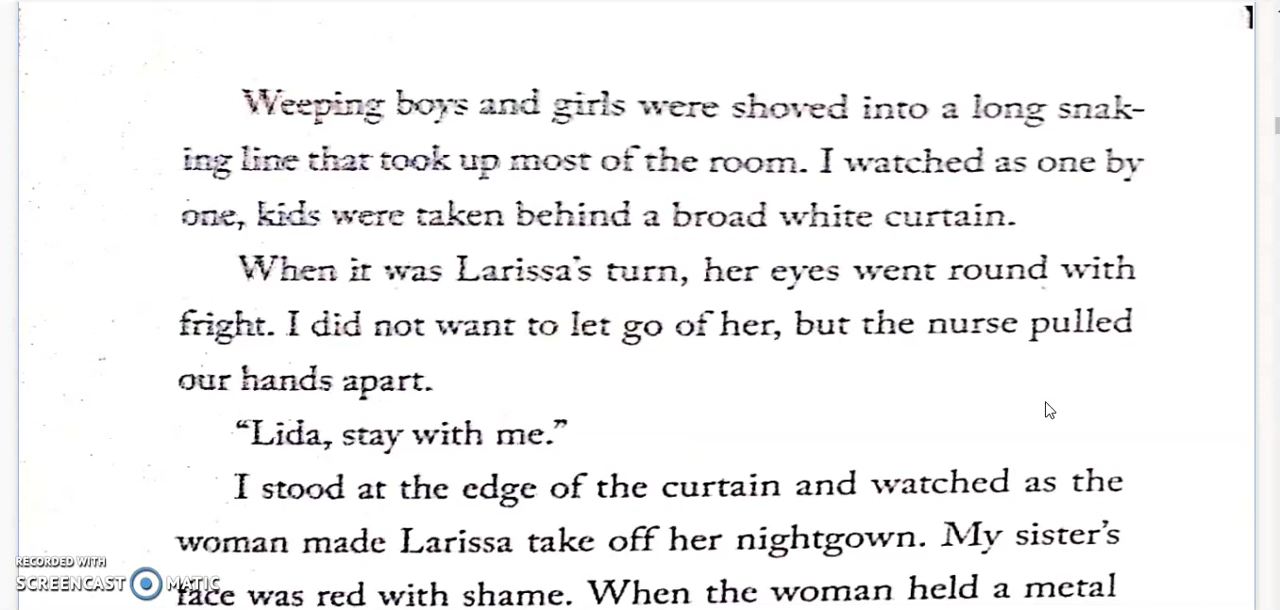 Weeping boys and girls were shoved into a long snak-
ing line that took up most of the room. I watched as one by
one, kids were taken behind a broad white curtain.
When it was Larissa's turn, her eyes went round with
fright. I did not want to let go of her, but the nurse pulled
our hands apart.
"Lida, stay with me."
I stood at the edge of the curtain and watched as the
woman made Larissa take off her nightgown. My sister's
face was red with shame. When the woman held a metal
RECORDED WITH
SCREENCAST MATIC